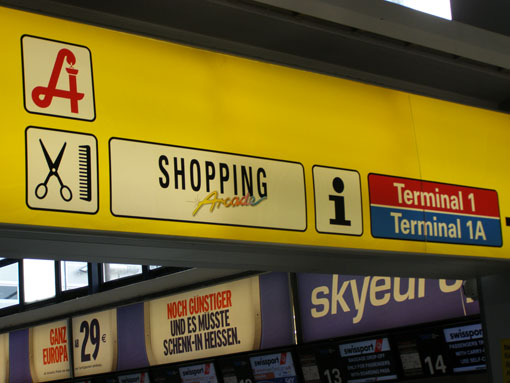 SHOPPING
Arcade
i
Terminal 1
Terminal 1A
GANZ
EUROPA
29€
NOCH GÜNSTIGER
UND ES MÜSSTE
SCHENK-IN HEISSEN.
skyeur
swissport
swissport
swissport
swissport
13
14